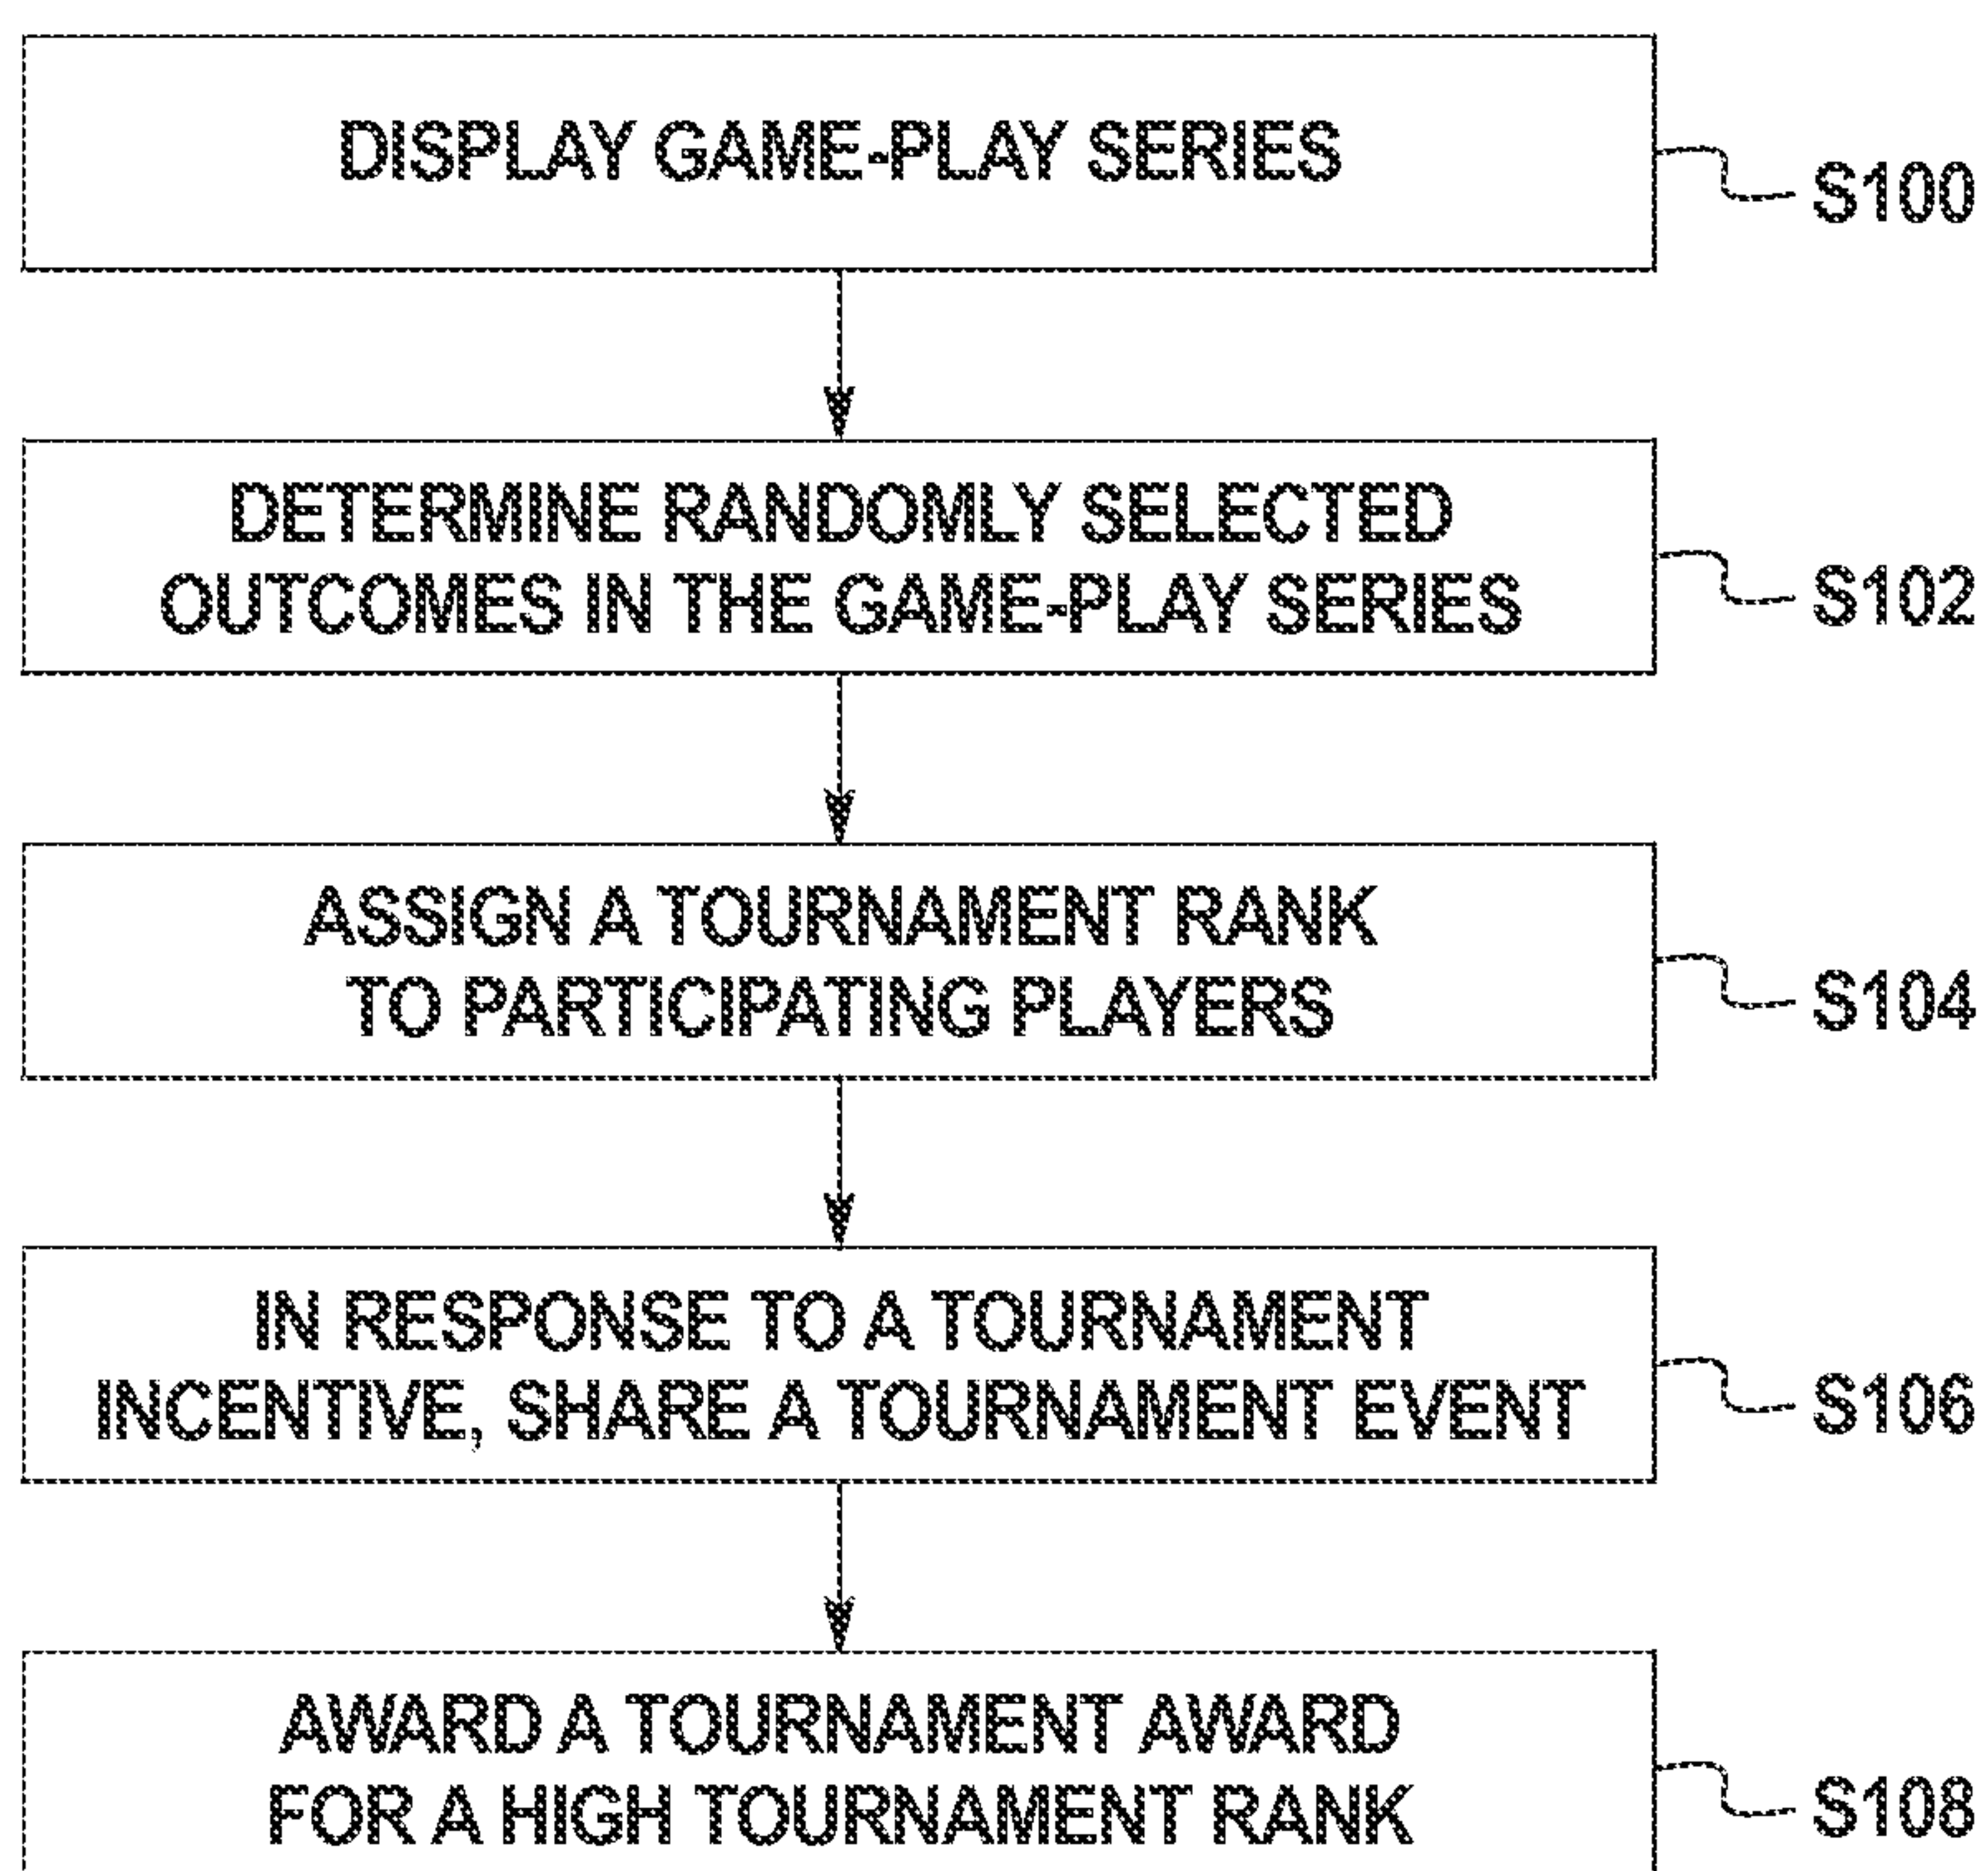 DISPLAY GAME-PLAY SERIES
S100
DETERMINE RANDOMLY SELECTED
OUTCOMES IN THE GAME-PLAY SERIES
S102
ASSIGN A TOURNAMENT RANK
TO PARTICIPATING PLAYERS
S104
IN RESPONSE TO A TOURNAMENT
INCENTIVE, SHARE A TOURNAMENT EVENT
S106
AWARD A TOURNAMENT AWARD
FOR A HIGH TOURNAMENT RANK
S108